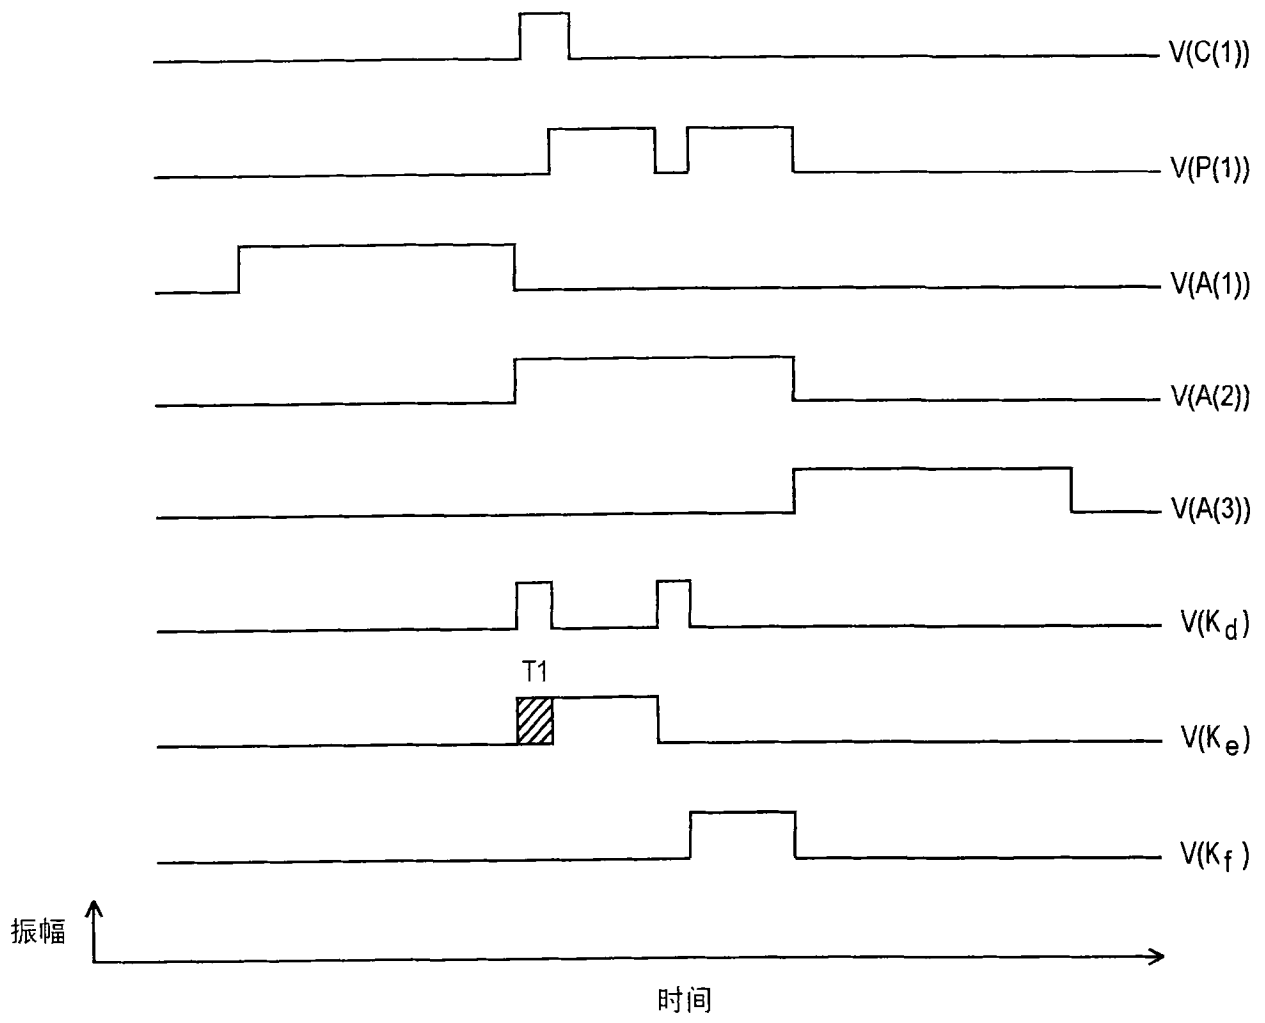 V(C(1))
V(P(1))
V(A(1))
V(A(2))
V(A(3))
V(Kd)
T1
V(Ke)
V(Kf)
振幅
时间